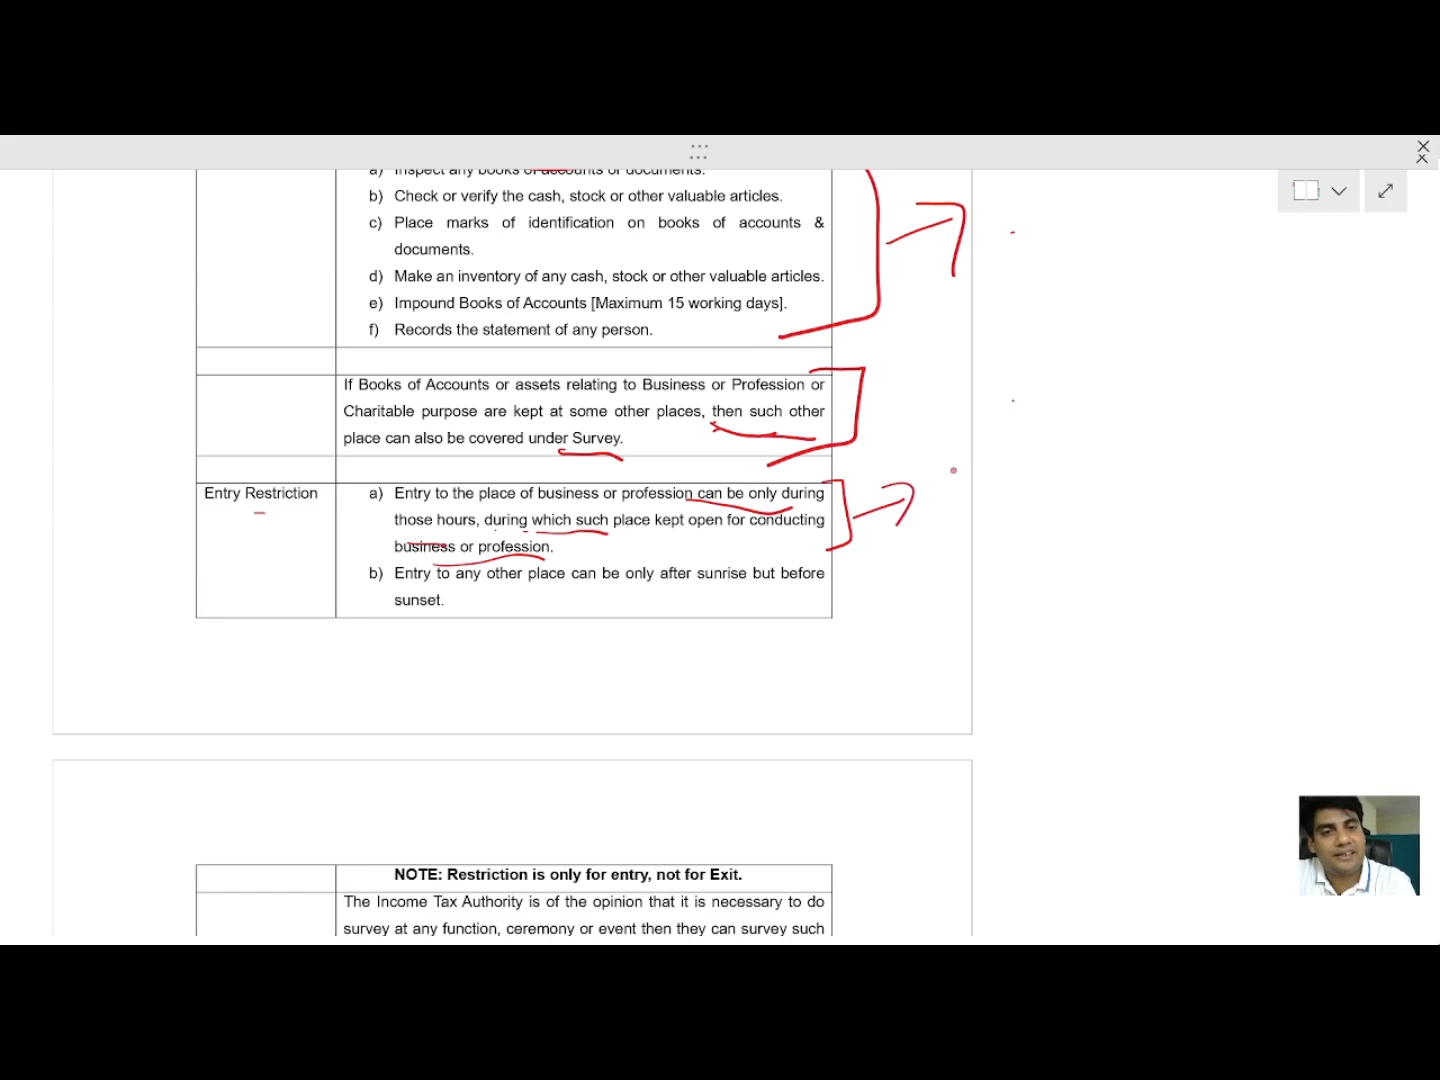 a) Inspect any books of accounts or documents.
b) Check or verify the cash, stock or other valuable articles.
c) Place marks of identification on books of accounts &
documents.
d) Make an inventory of any cash, stock or other valuable articles.
e) Impound Books of Accounts [Maximum 15 working days].
f) Records the statement of any person.
If Books of Accounts or assets relating to Business or Profession or
Charitable purpose are kept at some other places, then such other
place can also be covered under Survey.
Entry Restriction
a) Entry to the place of business or profession can be only during
those hours, during which such place kept open for conducting
business or profession.
b) Entry to any other place can be only after sunrise but before
sunset.
NOTE: Restriction is only for entry, not for Exit.
The Income Tax Authority is of the opinion that it is necessary to do
survey at any function, ceremony or event then they can survey such